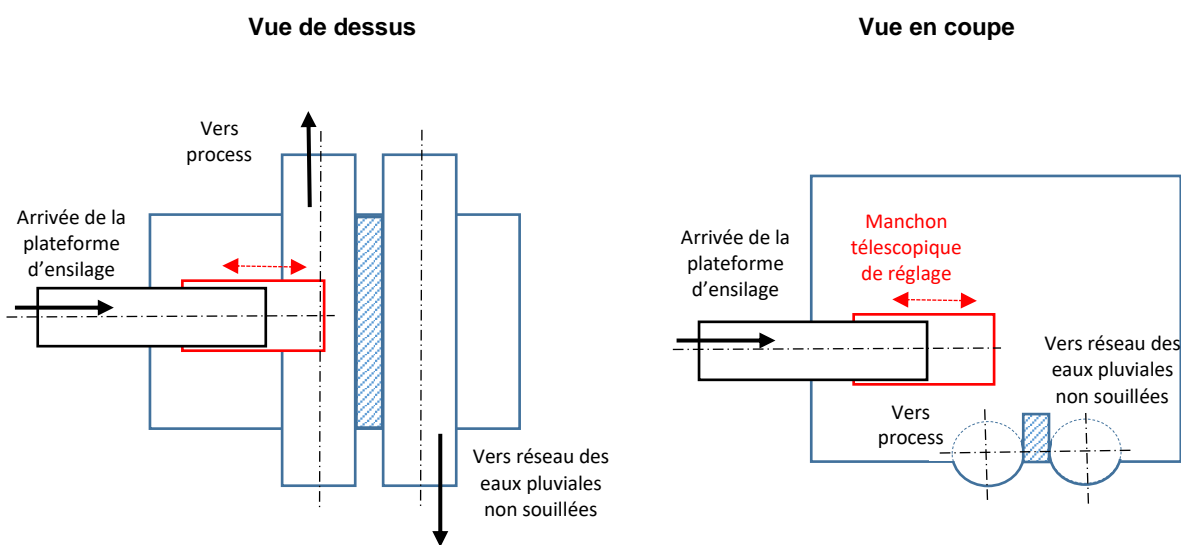 Vue de dessus
Vers
process
Arrivée de la
plateforme
d’ensilage
Vers réseau des
eaux pluviales
non souillées
Vue en coupe
Arrivée de la
plateforme
d’ensilage
Manchon
télescopique
de réglage
Vers réseau des
eaux pluviales
non souillées
Vers
process